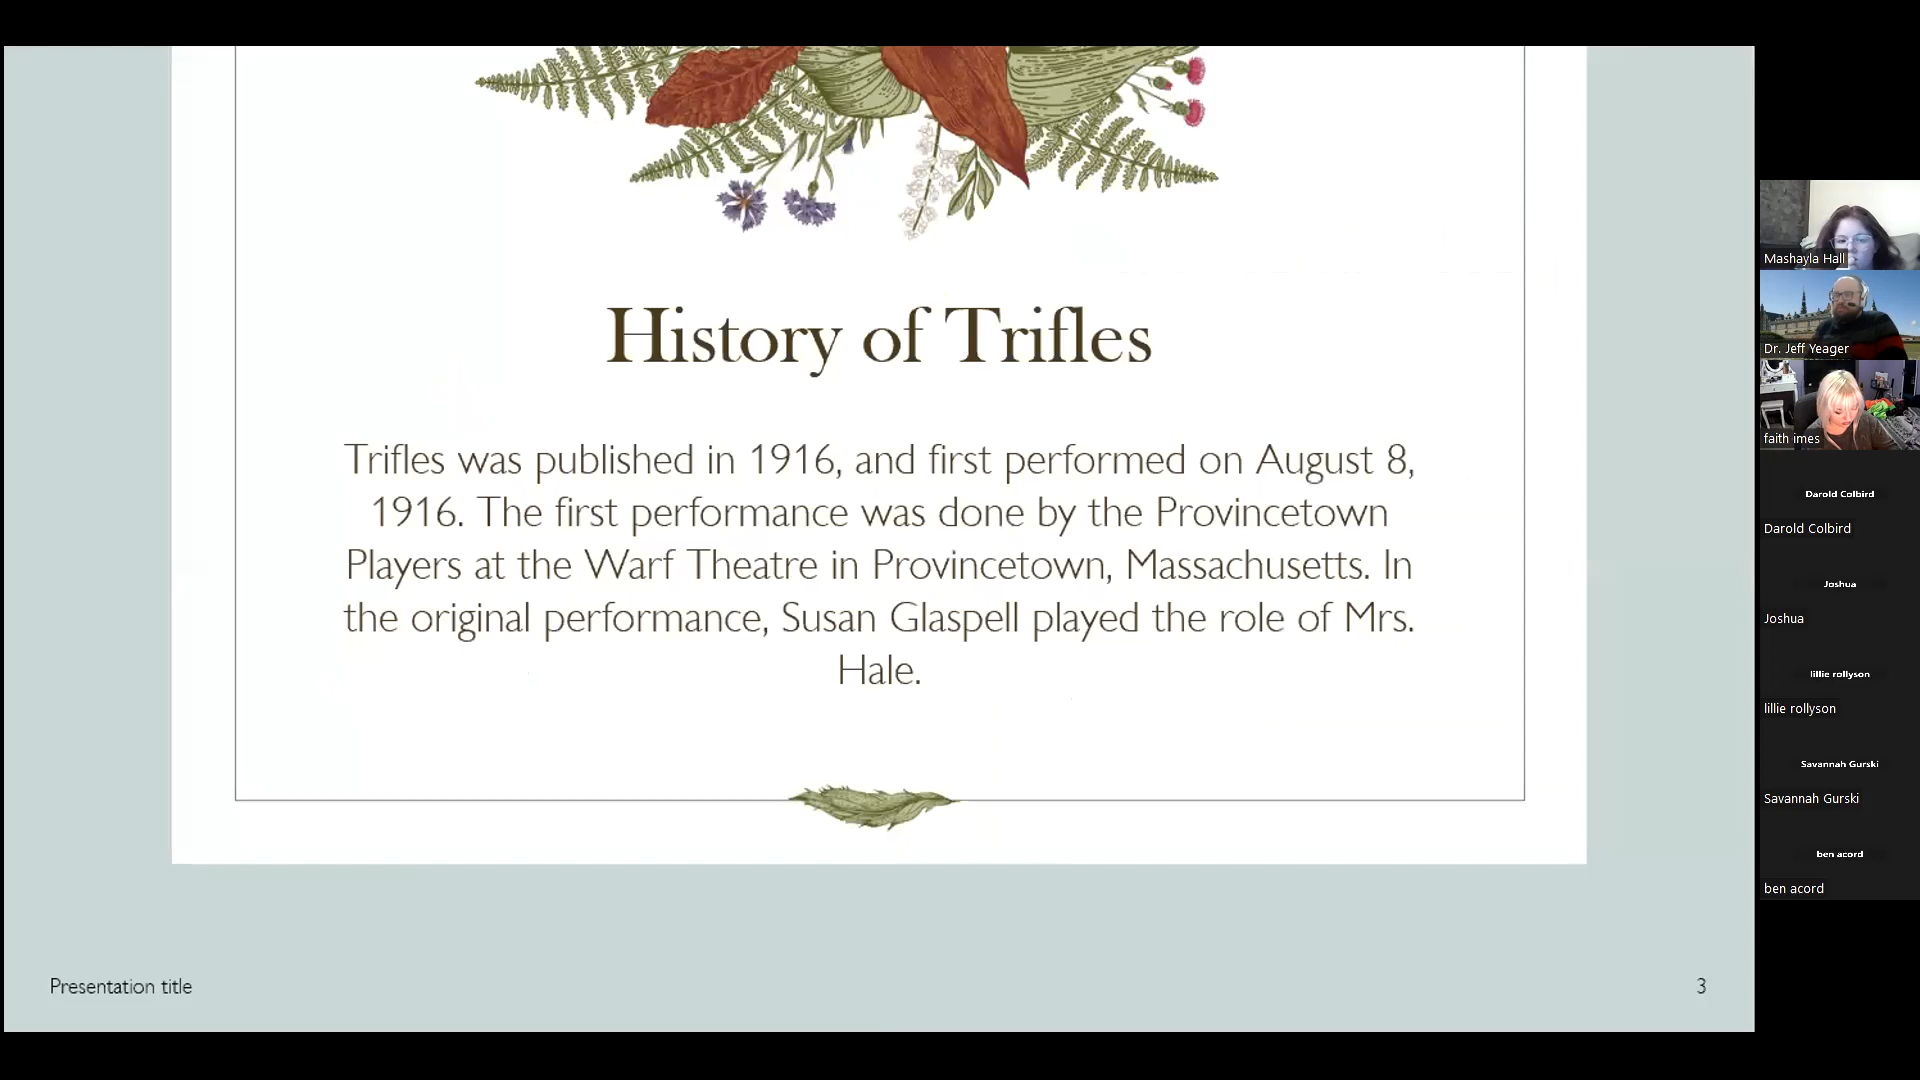 History of Trifles
Trifles was published in 1916, and first performed on August 8,
1916. The first performance was done by the Provincetown
Players at the Warf Theatre in Provincetown, Massachusetts. In
the original performance, Susan Glaspell played the role of Mrs.
Hale.
Presentation title
3
Mashayla Hall
Dr. Jeff Yeager
faith imes
Darold Colbird
Darold Colbird
Joshua
Joshua
lillie rollyson
lillie rollyson
Savannah Gurski
Savannah Gurski
ben acord
ben acord